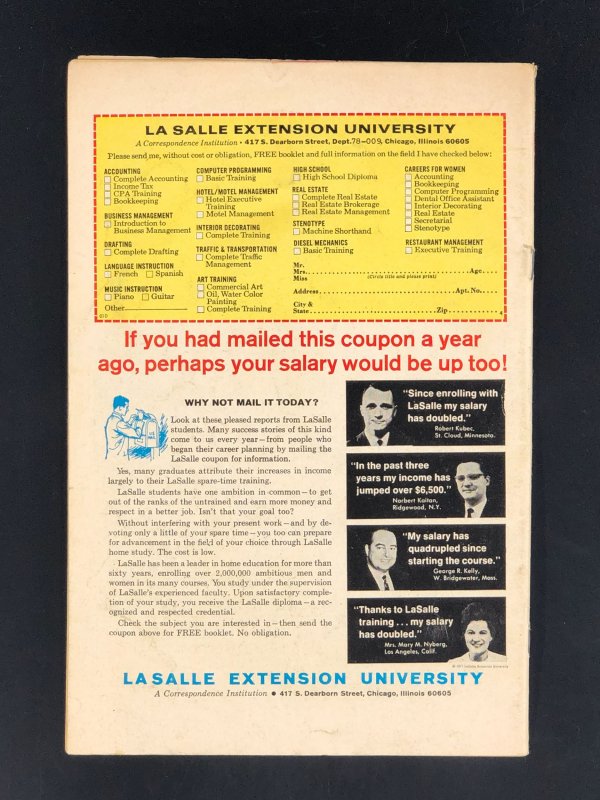 LA SALLE EXTENSION UNIVERSITY
A Correspondence Institution • 417 S. Dearborn Street, Dept. 78-009, Chicago, Illinois 60605
Please send me, without cost or obligation, FREE booklet and full information on the field I have checked below:
ACCOUNTING
Complete Accounting
Income Tax
CPA Training
Bookkeeping
BUSINESS MANAGEMENT
Introduction to
Business Management
DRAFTING
Complete Drafting
LANGUAGE INSTRUCTION
French Spanish
MUSIC INSTRUCTION
Piano Guitar
Other
COMPUTER PROGRAMMING
Basic Training
HOTEL/MOTEL MANAGEMENT
Hotel Executive
Training
Motel Management
INTERIOR DECORATING
Complete Training
TRAFFIC & TRANSPORTATION
Complete Traffic
Management
ART TRAINING
Commercial Art
Oil, Water Color
Painting
Complete Training
HIGH SCHOOL
High School Diploma
REAL ESTATE
Complete Real Estate
Real Estate Brokerage
Real Estate Management
STENOTYPE
Machine Shorthand
DIESEL MECHANICS
Basic Training
CAREERS FOR WOMEN
Accounting
Bookkeeping
Computer Programming
Dental Office Assistant
Interior Decorating
Real Estate
Secretarial
Stenotype
RESTAURANT MANAGEMENT
Executive Training
Mr.
Mrs. Age
Miss (Circle title and please print)
Address Apt. No.
City &
State Zip 4
If you had mailed this coupon a year
ago, perhaps your salary would be up too!
WHY NOT MAIL IT TODAY?
Look at these pleased reports from LaSalle
students. Many success stories of this kind
come to us every year—from people who
began their career planning by mailing the
LaSalle coupon for information.
Yes, many graduates attribute their increases in income
largely to their LaSalle spare-time training.
LaSalle students have one ambition in common—to get
out of the ranks of the untrained and earn more money and
respect in a better job. Isn't that your goal too?
Without interfering with your present work—and by de-
voting only a little of your spare time—you too can prepare
for advancement in the field of your choice through LaSalle
home study. The cost is low.
LaSalle has been a leader in home education for more than
sixty years, enrolling over 2,000,000 ambitious men and
women in its many courses. You study under the supervision
of LaSalle's experienced faculty. Upon satisfactory comple-
tion of your study, you receive the LaSalle diploma—a rec-
ognized and respected credential.
Check the subject you are interested in—then send the
coupon above for FREE booklet. No obligation.
U.S.
MAIL
"Since enrolling with
LaSalle my salary
has doubled."
Robert Kubec,
St. Cloud, Minnesota.
"In the past three
years my income has
jumped over $6,500."
Norbert Kaitan,
Ridgewood, N.Y.
"My salary has
quadrupled since
starting the course."
George R. Kelly,
W. Bridgewater, Mass.
"Thanks to LaSalle
training . . . my salary
has doubled."
Mrs. Mary M. Nyberg,
Los Angeles, Calif.
LASALLE EXTENSION UNIVERSITY
A Correspondence Institution • 417 S. Dearborn Street, Chicago, Illinois 60605